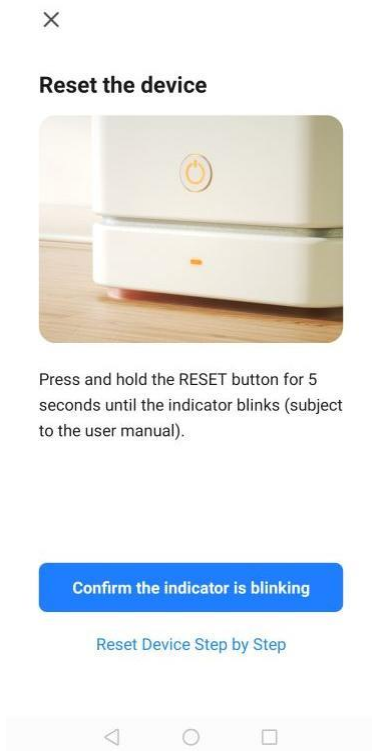 Reset the device
Press and hold the RESET button for 5
seconds until the indicator blinks (subject
to the user manual).
Confirm the indicator is blinking
Reset Device Step by Step